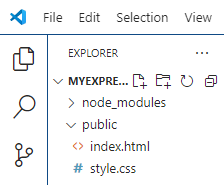 File Edit Selection View
EXPLORER
MYEXPRE...
node_modules
public
<> index.html
# style.css